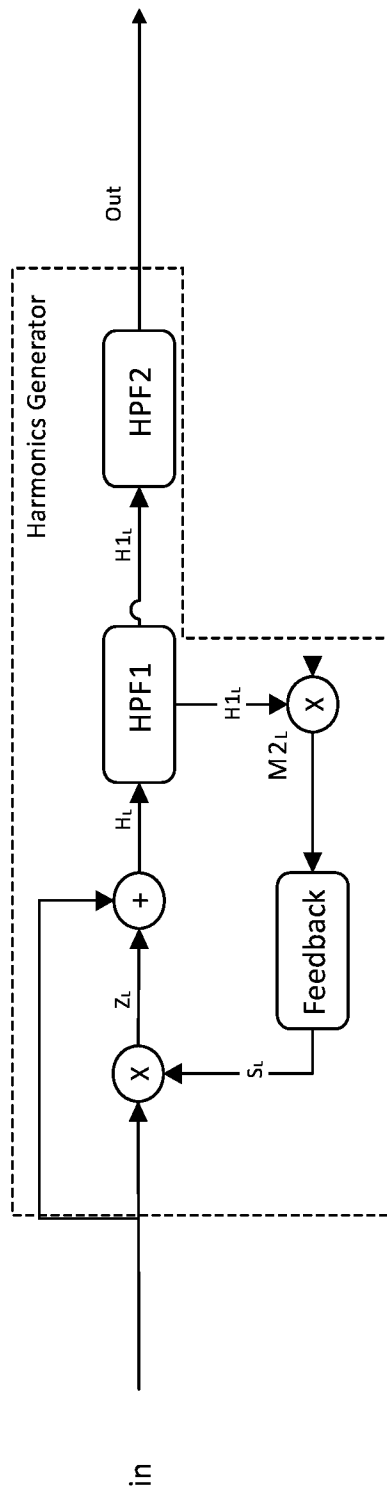 Harmonics Generator
in
X
ZL
+
HL
HPF1
H1L
HPF2
Out
SL
Feedback
M2L
X
H1L